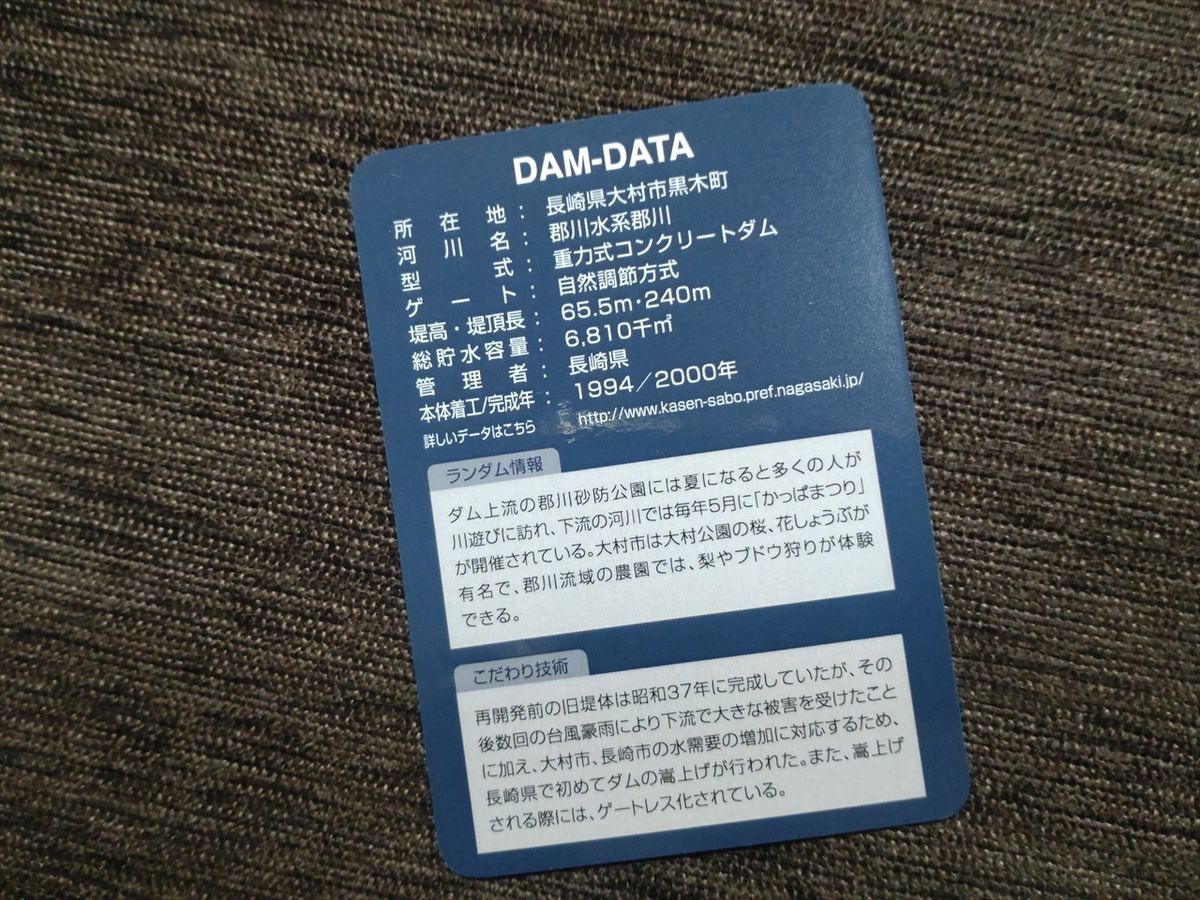 DAM-DATA
所在地：長崎県大村市黒木町
河川名：郡川水系郡川
型式：重力式コンクリートダム
ゲート：自然調節方式
堤高・堤頂長：65.5m・240m
総貯水容量：6,810千㎥
管理者：長崎県
本体着工/完成年：1994／2000年
詳しいデータはこちら http://www.kasen-sabo.pref.nagasaki.jp/
ランダム情報
ダム上流の郡川砂防公園には夏になると多くの人が
川遊びに訪れ、下流の河川では毎年5月に「かっぱまつり」
が開催されている。大村市は大村公園の桜、花しょうぶが
有名で、郡川流域の農園では、梨やブドウ狩りが体験
できる。
こだわり技術
再開発前の旧堤体は昭和37年に完成していたが、その
後数回の台風豪雨により下流で大きな被害を受けたこと
に加え、大村市、長崎市の水需要の増加に対応するため、
長崎県で初めてダムの嵩上げが行われた。また、嵩上げ
される際には、ゲートレス化されている。